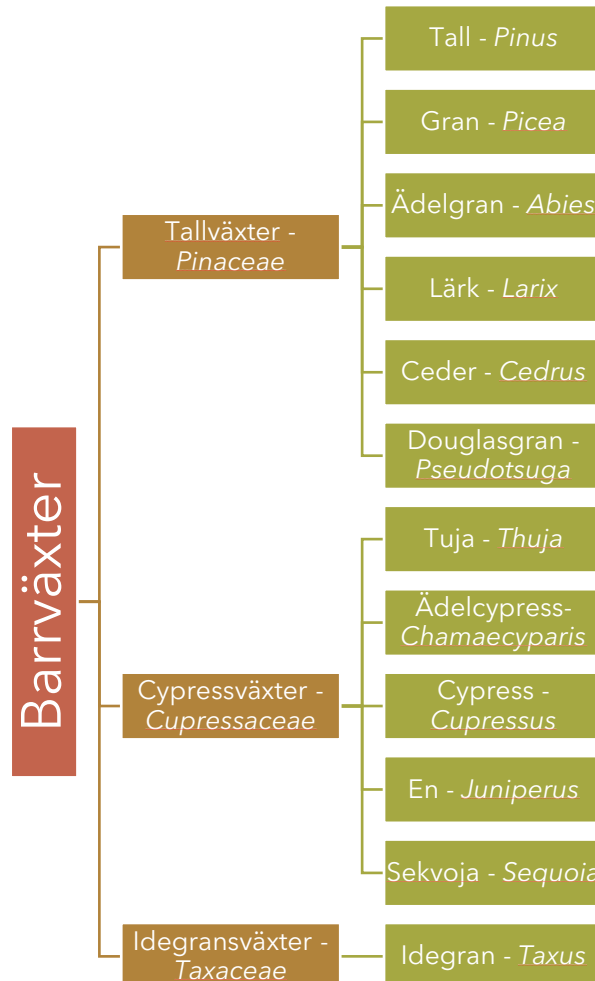 Barrväxter
Tallväxter -
Pinaceae
Tall - Pinus
Gran - Picea
Ädelgran - Abies
Lärk - Larix
Ceder - Cedrus
Douglasgran -
Pseudotsuga
Cypressväxter -
Cupressaceae
Tuja - Thuja
Ädelcypress-
Chamaecyparis
Cypress -
Cupressus
En - Juniperus
Sekvoja - Sequoia
Idegransväxter -
Taxaceae
Idegran - Taxus